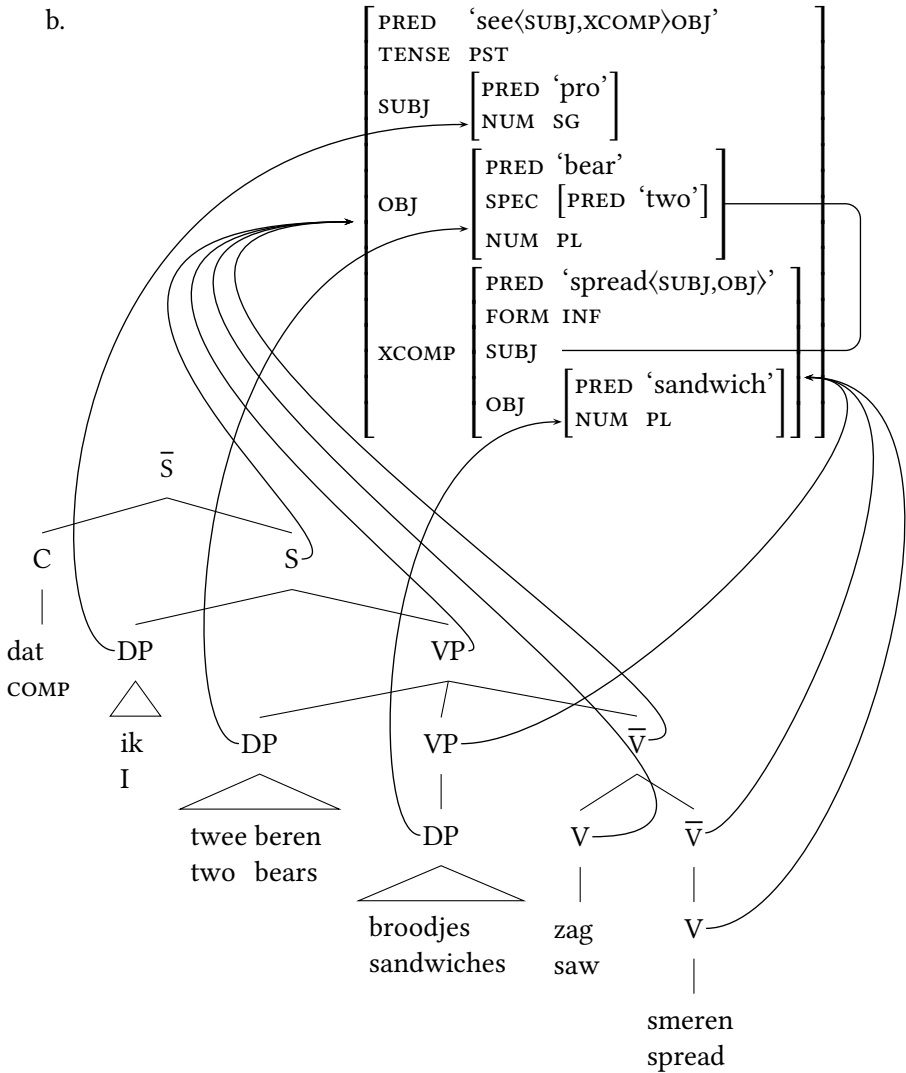 b.
PRED ‘see⟨SUBJ,XCOMP⟩OBJ’
TENSE PST
SUBJ [PRED ‘pro’
NUM SG]
OBJ [PRED ‘bear’
SPEC [PRED ‘two’]
NUM PL]
XCOMP [PRED ‘spread⟨SUBJ,OBJ⟩’
FORM INF
SUBJ
OBJ [PRED ‘sandwich’
NUM PL]]
S̅
C S
dat DP VP
COMP
ik DP VP V̅
I
twee beren DP V V̅
two bears
broodjes zag V
sandwiches saw
smeren
spread